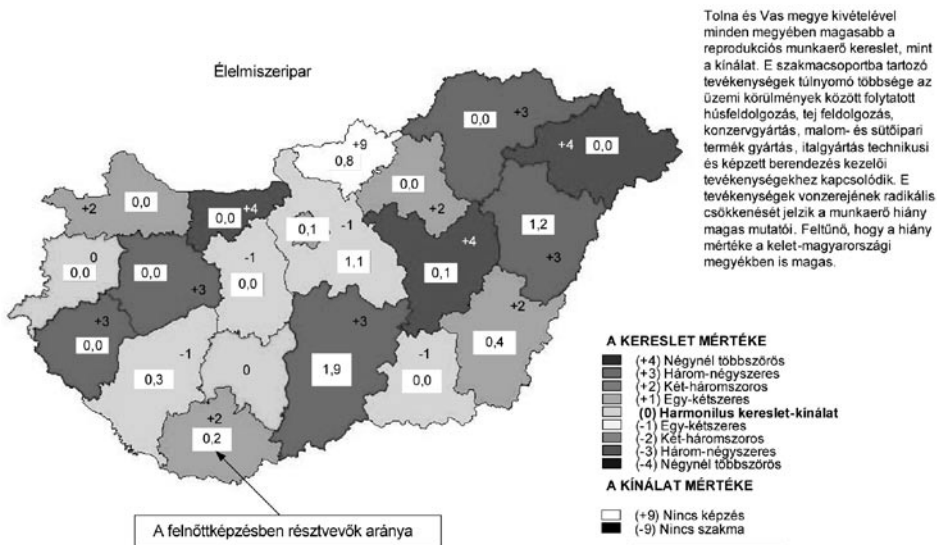 Élelmiszeripar
Tolna és Vas megye kivételével
minden megyében magasabb a
reprodukciós munkaerő kereslet, mint
a kínálat. E szakmacsoportba tartozó
tevékenységek túlnyomó többsége az
üzemi körülmények között folytatott
húsfeldolgozás, tej feldolgozás,
konzervgyártás, malom- és sütőipari
termék gyártás, italgyártás technikusi
és képzett berendezés kezelői
tevékenységekhez kapcsolódik. E
tevékenységek vonzerejének radikális
csökkenését jelzik a munkaerő hiány
magas mutatói. Feltűnő, hogy a hiány
mértéke a kelet-magyarországi
megyékben is magas.
+3
0,0
+4
0,0
+9
0,8
0,0
+2
+2
0,0
+4
0,0
0,1
-1
1,1
+4
0,1
1,2
+3
0
0,0
0,0
+3
-1
0,0
+3
0,0
-1
0,3
0
+3
1,9
-1
0,0
+2
0,4
+2
0,2
A felnőttképzésben résztvevők aránya
A KERESLET MÉRTÉKE
(+4) Négynél többszörös
(+3) Három-négyszeres
(+2) Két-háromszoros
(+1) Egy-kétszeres
(0) Harmonilus kereslet-kínálat
(-1) Egy-kétszeres
(-2) Két-háromszoros
(-3) Három-négyszeres
(-4) Négynél többszörös
A KÍNÁLAT MÉRTÉKE
(+9) Nincs képzés
(-9) Nincs szakma